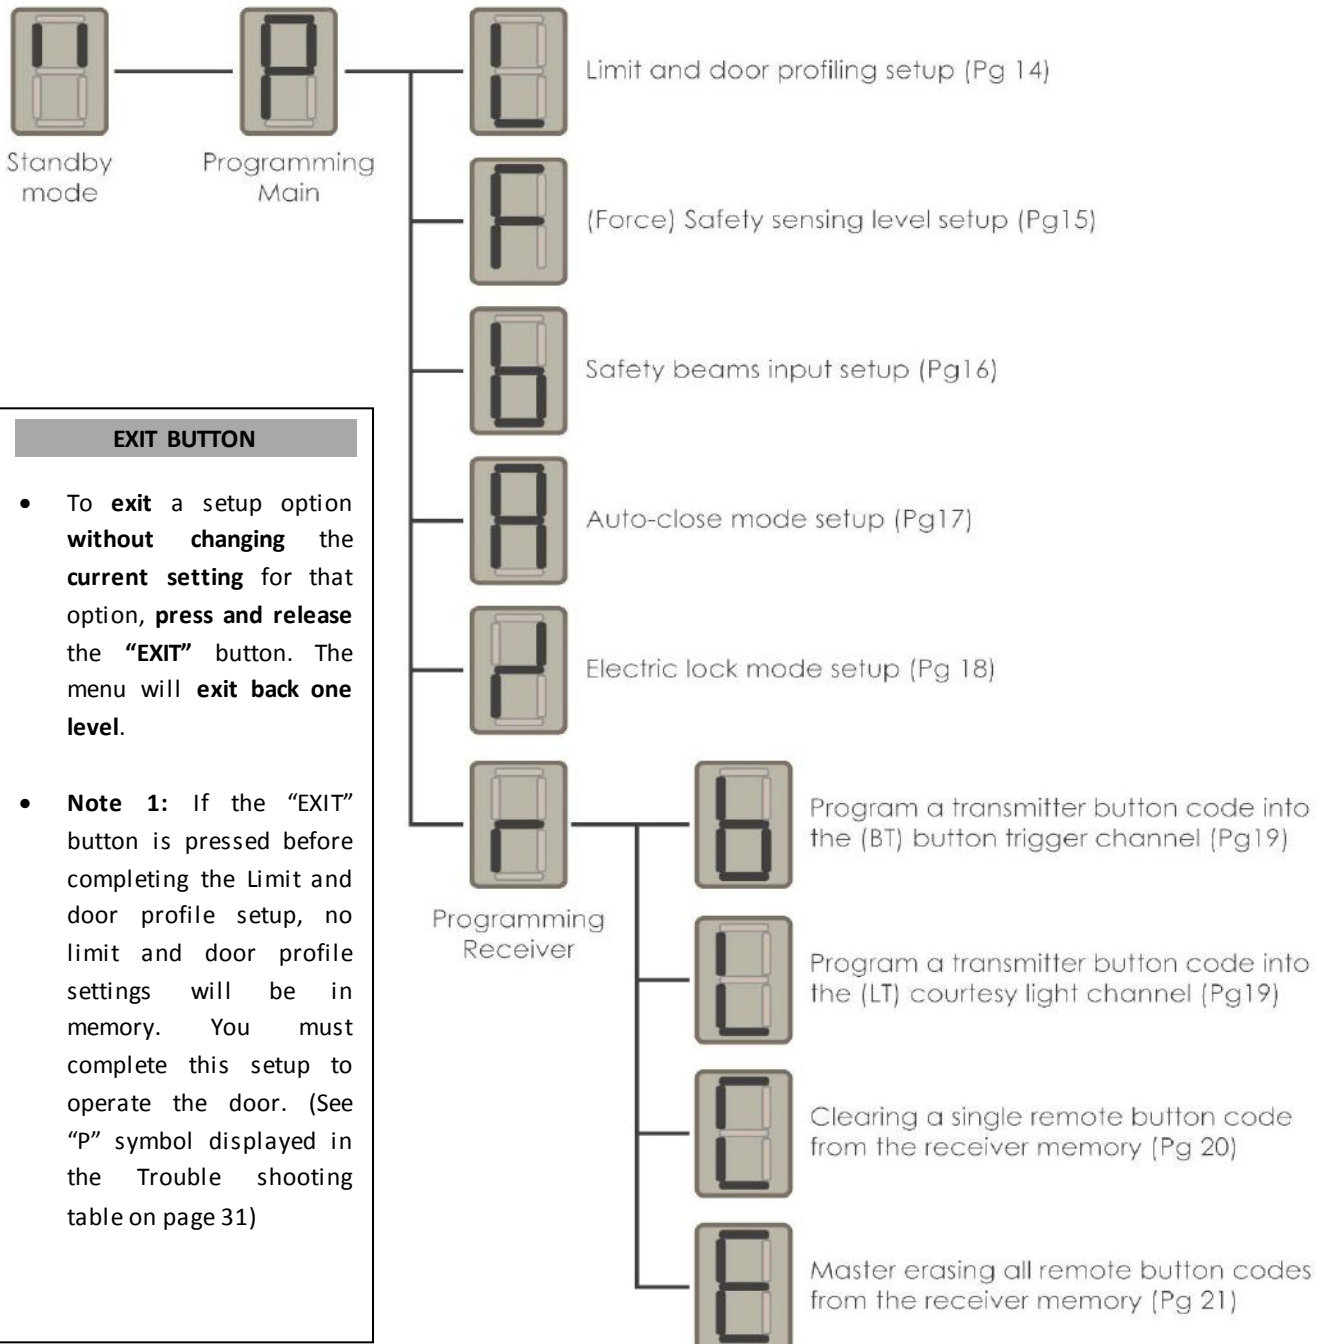 Standby
mode
Programming
Main
Limit and door profiling setup (Pg 14)
(Force) Safety sensing level setup (Pg15)
Safety beams input setup (Pg16)
Auto-close mode setup (Pg17)
Electric lock mode setup (Pg 18)
Programming
Receiver
Program a transmitter button code into
the (BT) button trigger channel (Pg19)
Program a transmitter button code into
the (LT) courtesy light channel (Pg19)
Clearing a single remote button code
from the receiver memory (Pg 20)
Master erasing all remote button codes
from the receiver memory (Pg 21)
EXIT BUTTON
• To exit a setup option
without changing the
current setting for that
option, press and release
the “EXIT” button. The
menu will exit back one
level.
• Note 1: If the “EXIT”
button is pressed before
completing the Limit and
door profile setup, no
limit and door profile
settings will be in
memory. You must
complete this setup to
operate the door. (See
“P” symbol displayed in
the Trouble shooting
table on page 31)